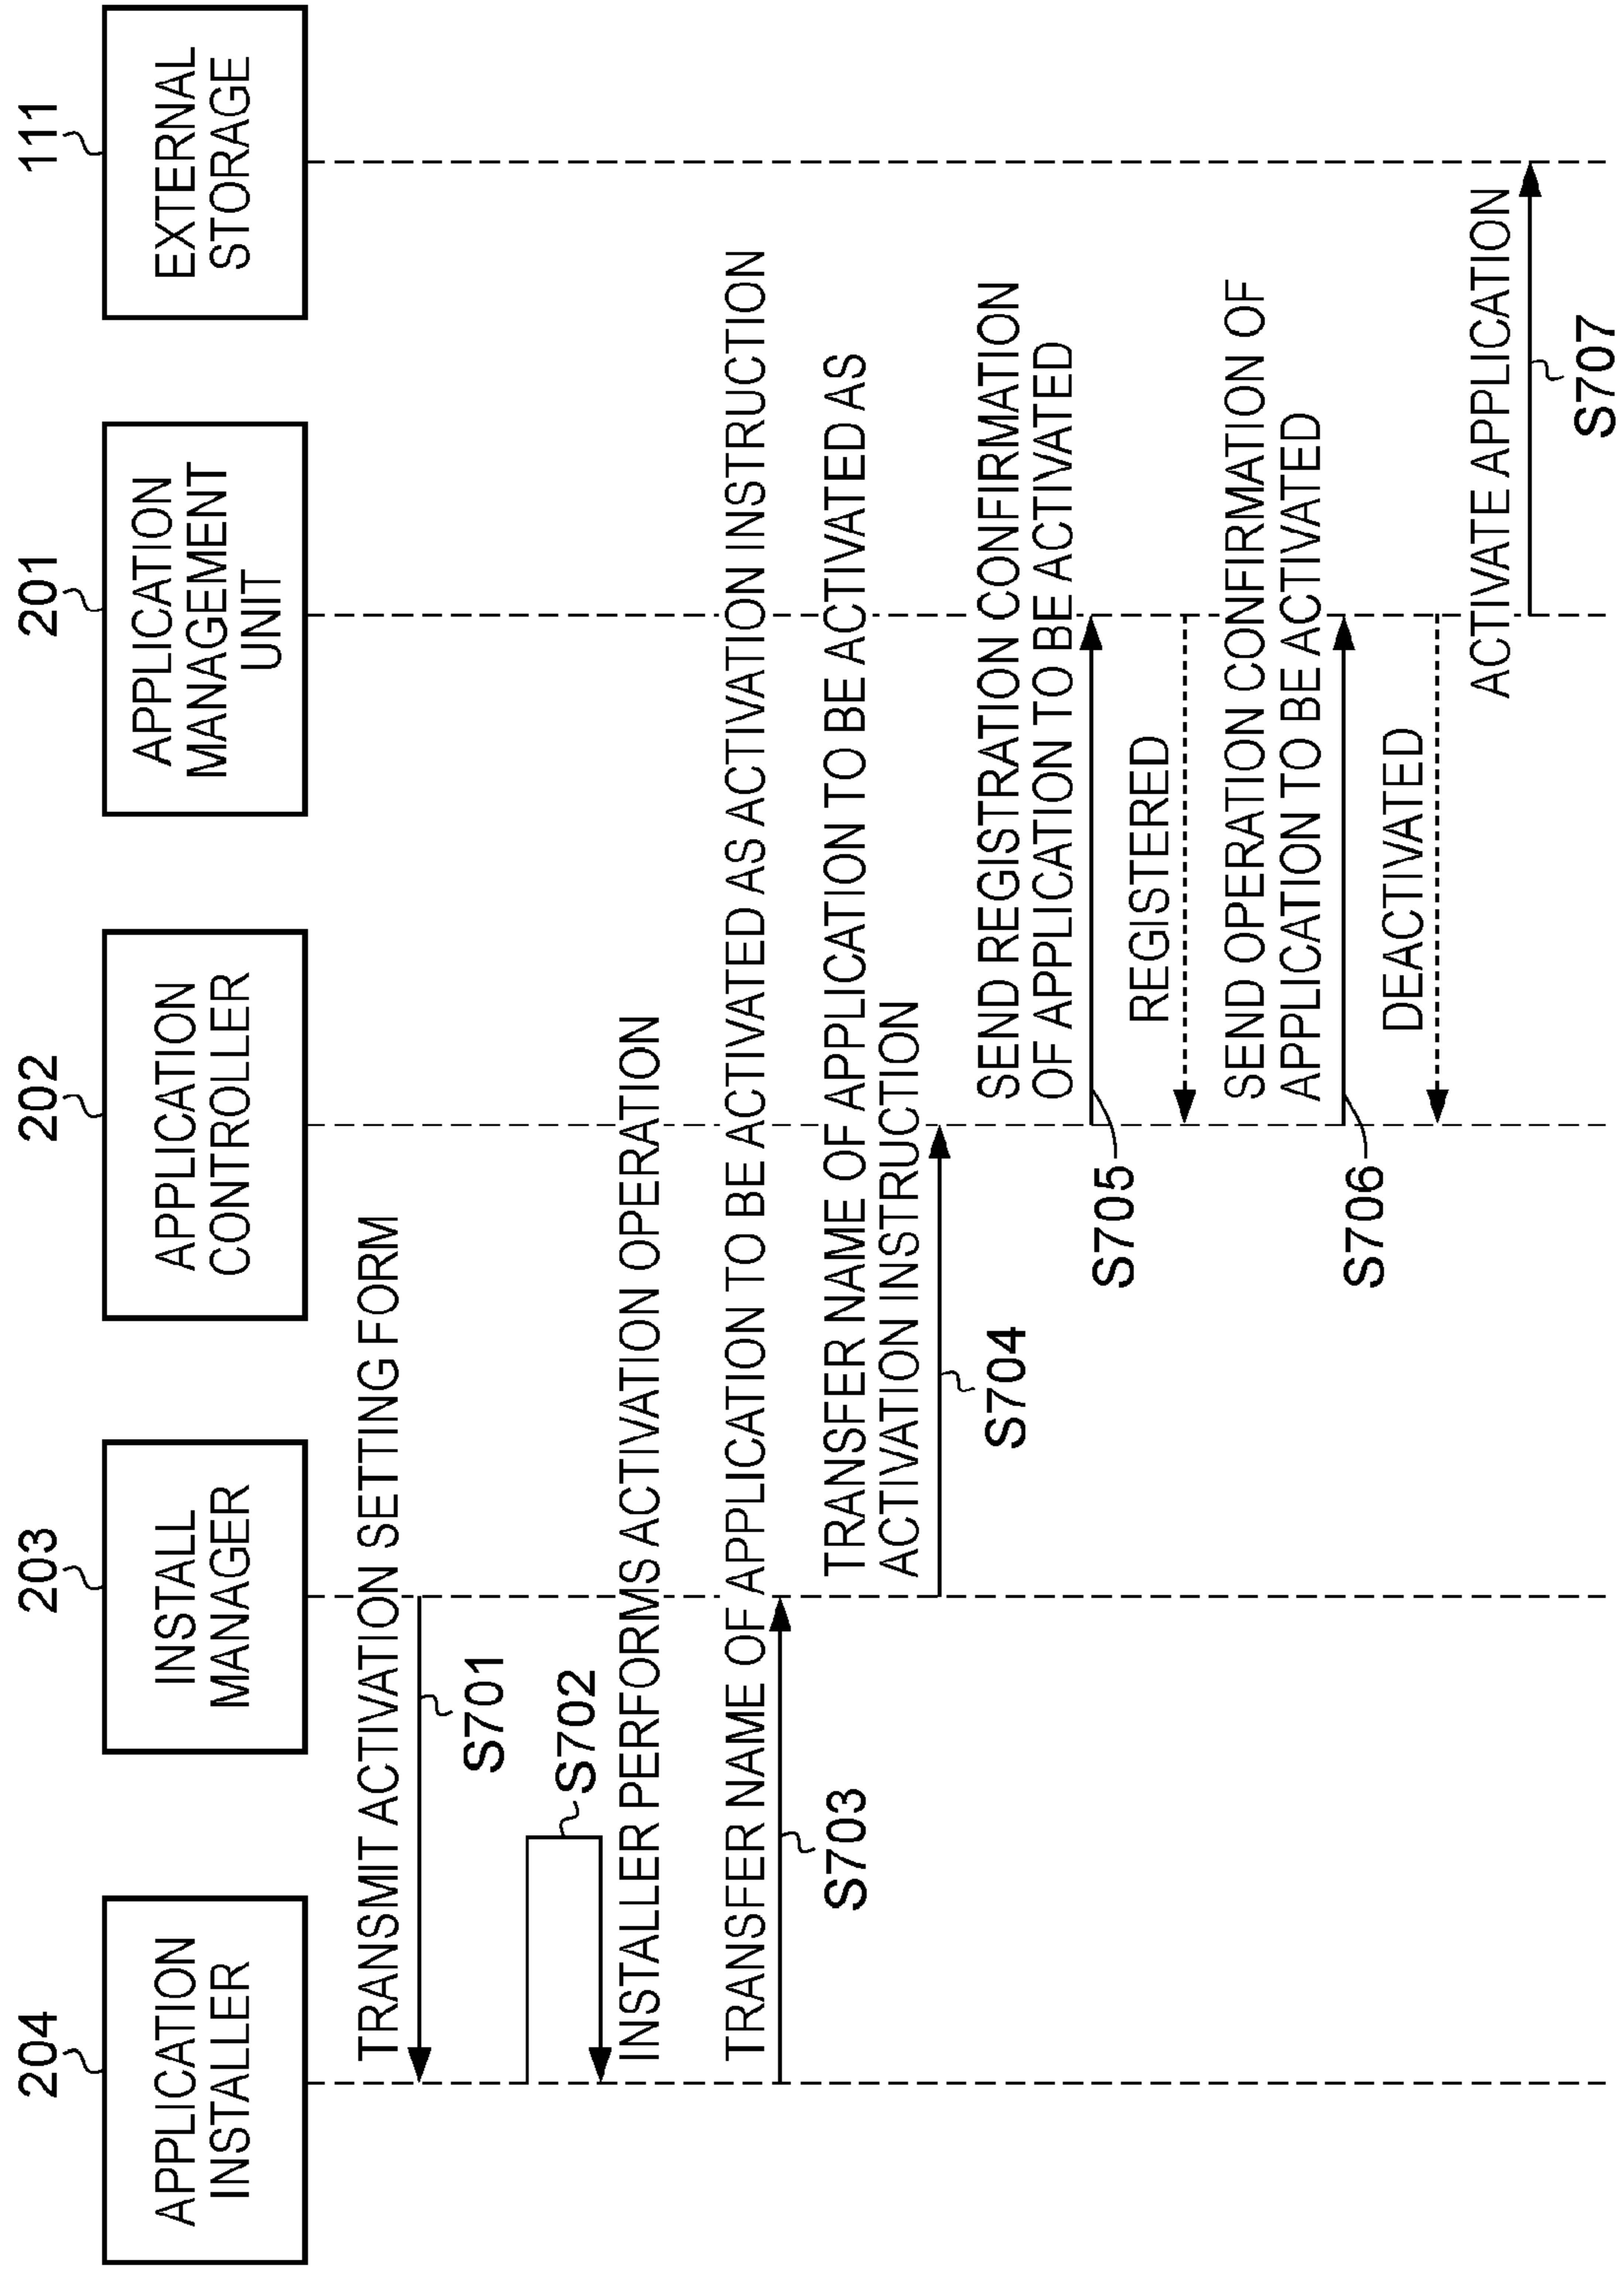 204
APPLICATION
INSTALLER
203
INSTALL
MANAGER
202
APPLICATION
CONTROLLER
201
APPLICATION
MANAGEMENT
UNIT
111
EXTERNAL
STORAGE
TRANSMIT ACTIVATION SETTING FORM
S701
S702
INSTALLER PERFORMS ACTIVATION OPERATION
TRANSFER NAME OF APPLICATION TO BE ACTIVATED AS ACTIVATION INSTRUCTION
S703
TRANSFER NAME OF APPLICATION TO BE ACTIVATED AS
ACTIVATION INSTRUCTION
S704
SEND REGISTRATION CONFIRMATION
OF APPLICATION TO BE ACTIVATED
S705
REGISTERED
SEND OPERATION CONFIRMATION OF
APPLICATION TO BE ACTIVATED
S706
DEACTIVATED
ACTIVATE APPLICATION
S707